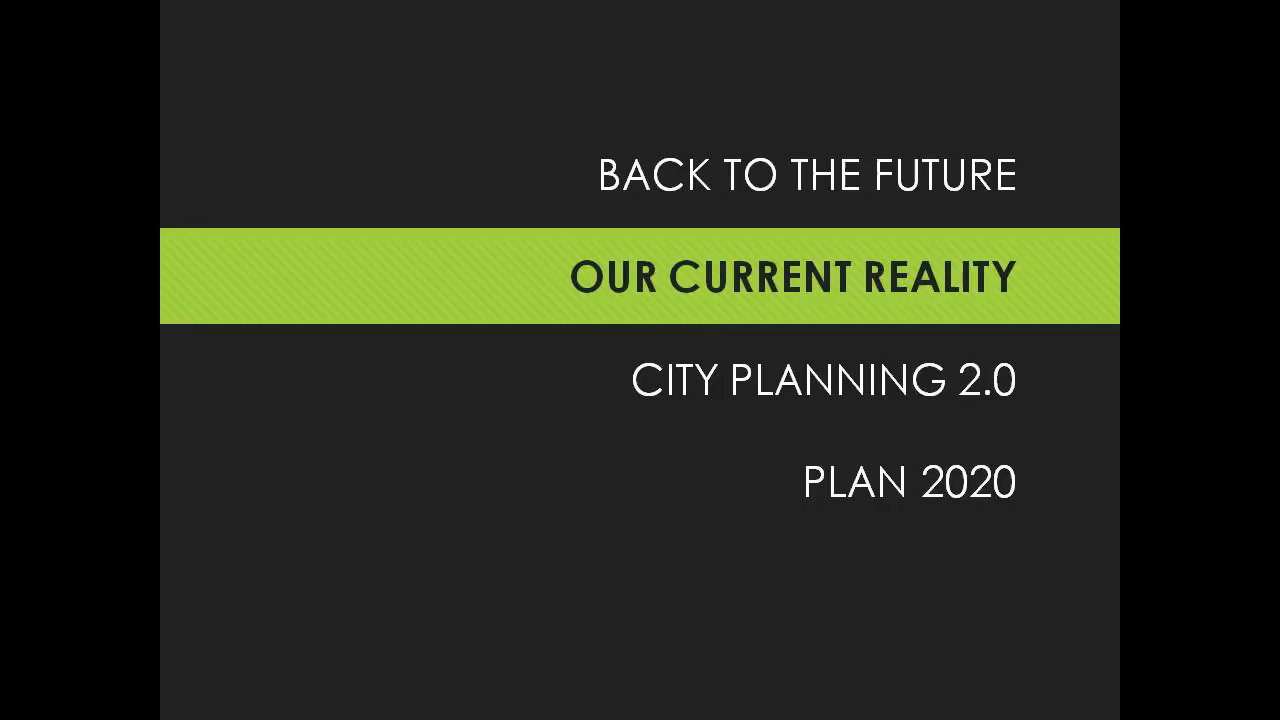 BACK TO THE FUTURE
OUR CURRENT REALITY
CITY PLANNING 2.0
PLAN 2020